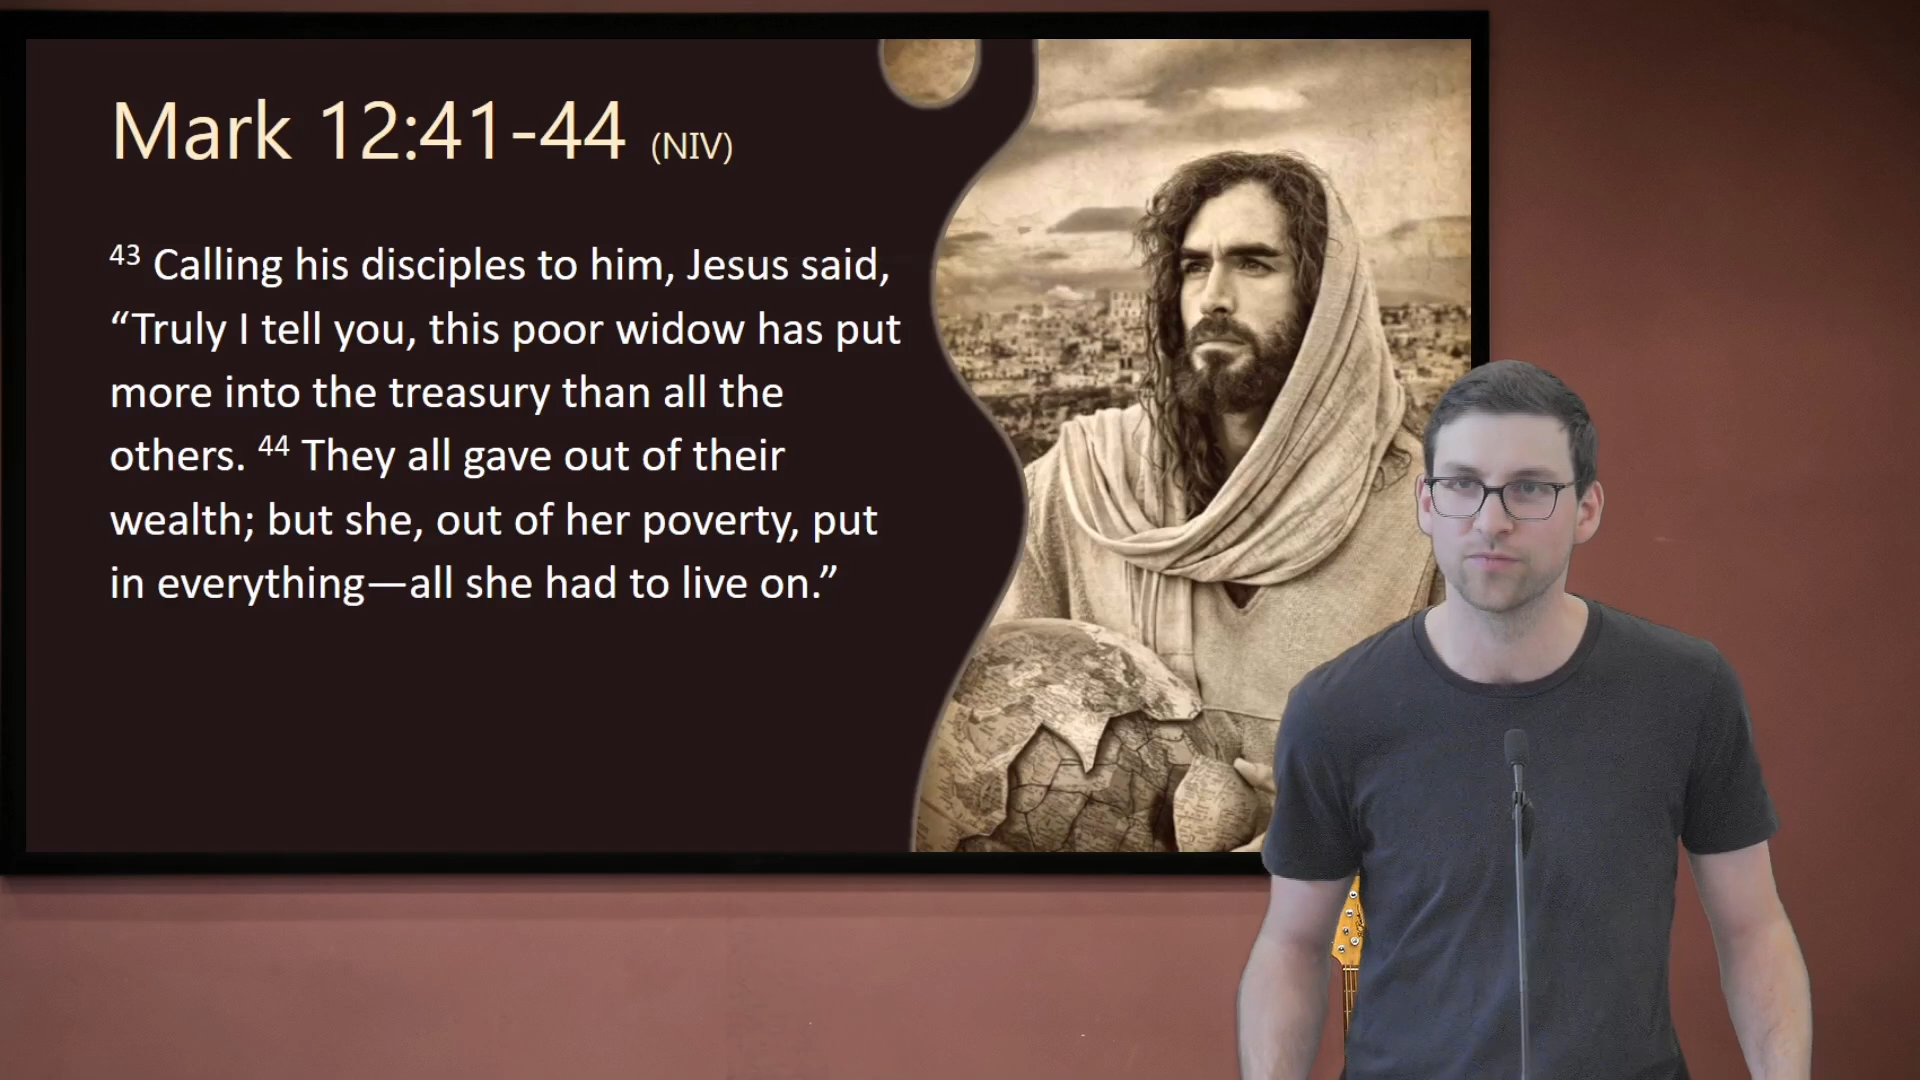 Mark 12:41-44 (NIV)
43 Calling his disciples to him, Jesus said,
“Truly I tell you, this poor widow has put
more into the treasury than all the
others. 44 They all gave out of their
wealth; but she, out of her poverty, put
in everything—all she had to live on.”